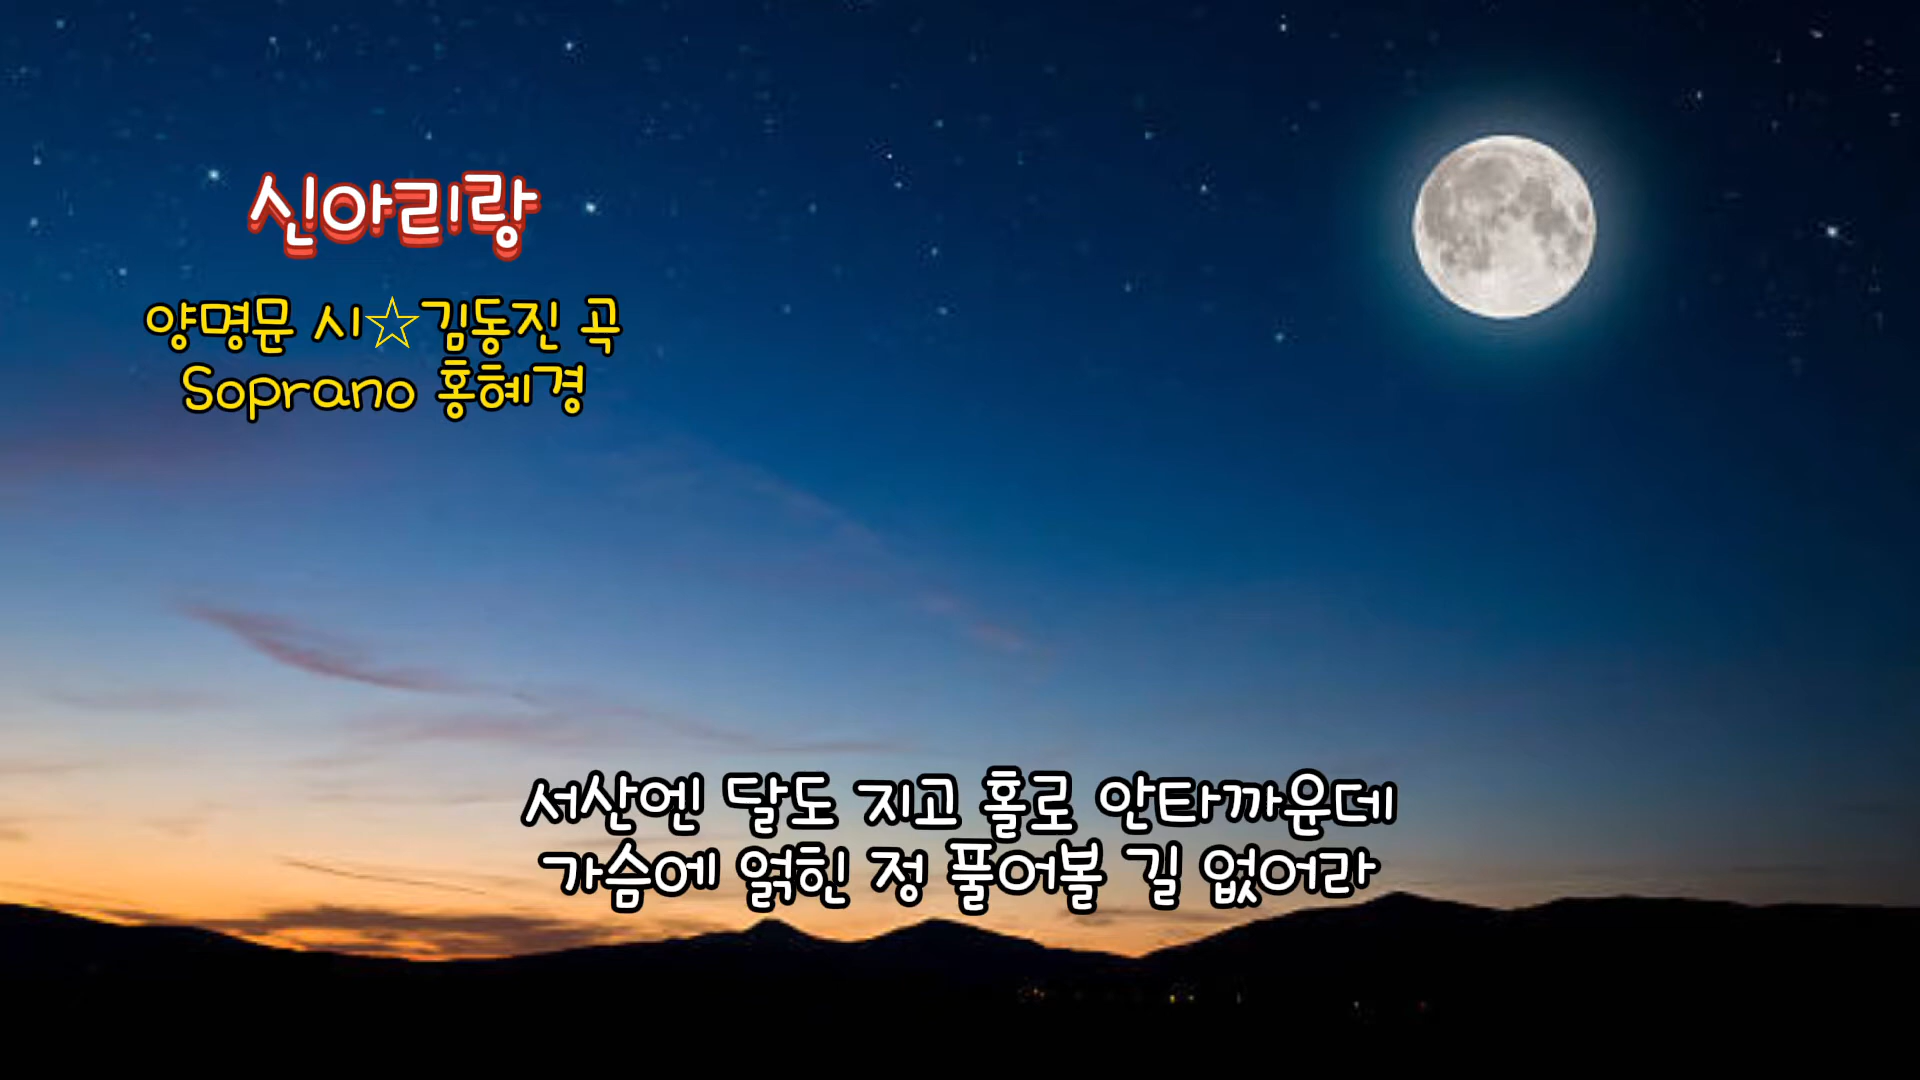 신아리랑
양명문 시☆김동진 곡
Soprano 홍혜경
서산엔 달도 지고 홀로 안타까운데
가슴에 얽힌 정 풀어볼 길 없어라